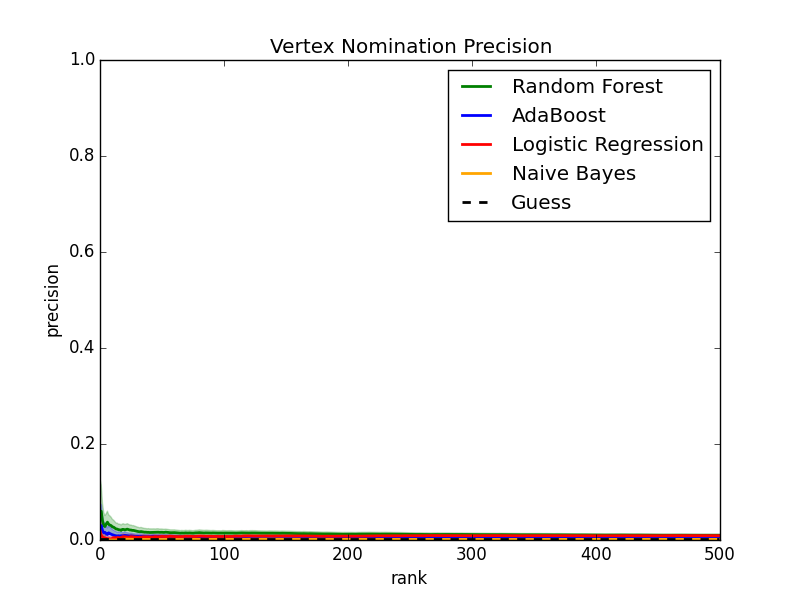 Vertex Nomination Precision
1.0
0.8
0.6
0.4
0.2
0.0
precision
Random Forest
AdaBoost
Logistic Regression
Naive Bayes
Guess
0 100 200 300 400 500
rank